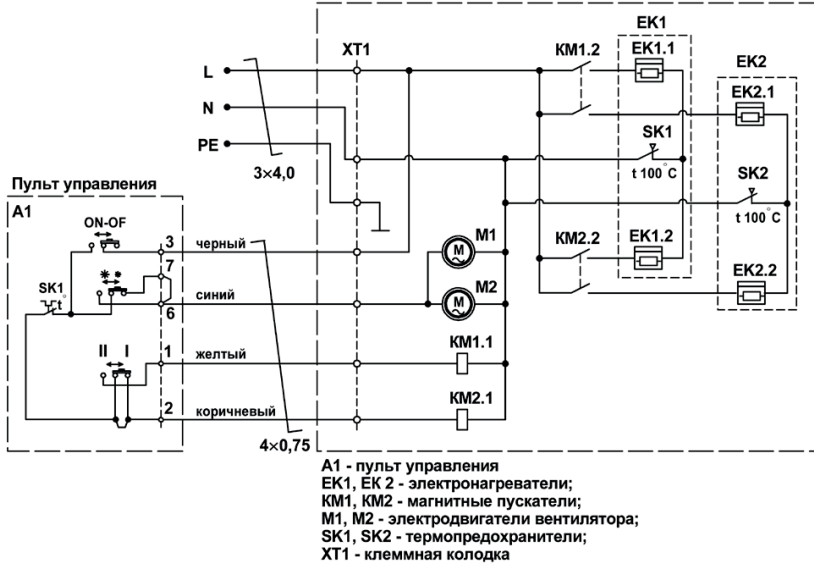 EK1
XT1
KM1.2
EK1.1
EK2
L
EK2.1
N
SK1
PE
t 100°C
3×4,0
SK2
Пульт управления
t 100°C
A1
ON-OF
M1
3
черный
M
KM2.2
EK1.2
7
SK1
t°
синий
M2
M
EK2.2
6
II
I
1
желтый
KM1.1
2
коричневый
KM2.1
4×0,75
A1 - пульт управления
EK1, EK 2 - электронагреватели;
KM1, KM2 - магнитные пускатели;
M1, M2 - электродвигатели вентилятора;
SK1, SK2 - термопредохранители;
XT1 - клеммная колодка